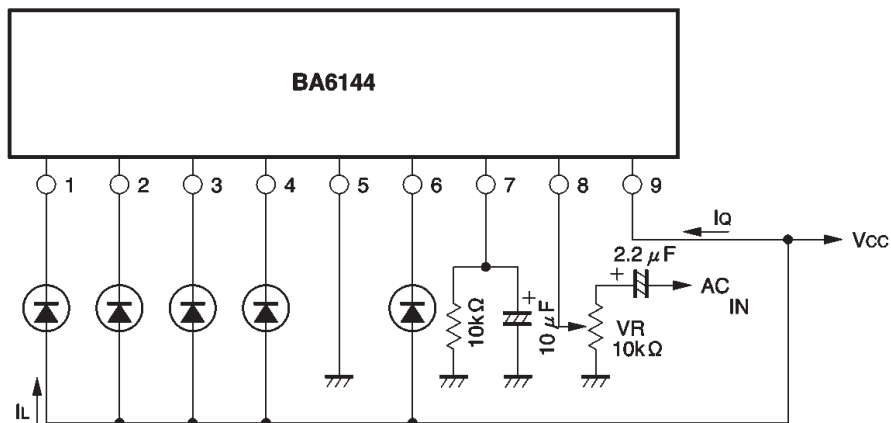 BA6144
1
2
3
4
5
6
7
8
9
IQ
VCC
2.2 μF
+
AC
IN
10kΩ
+
10 μF
VR
10kΩ
IL